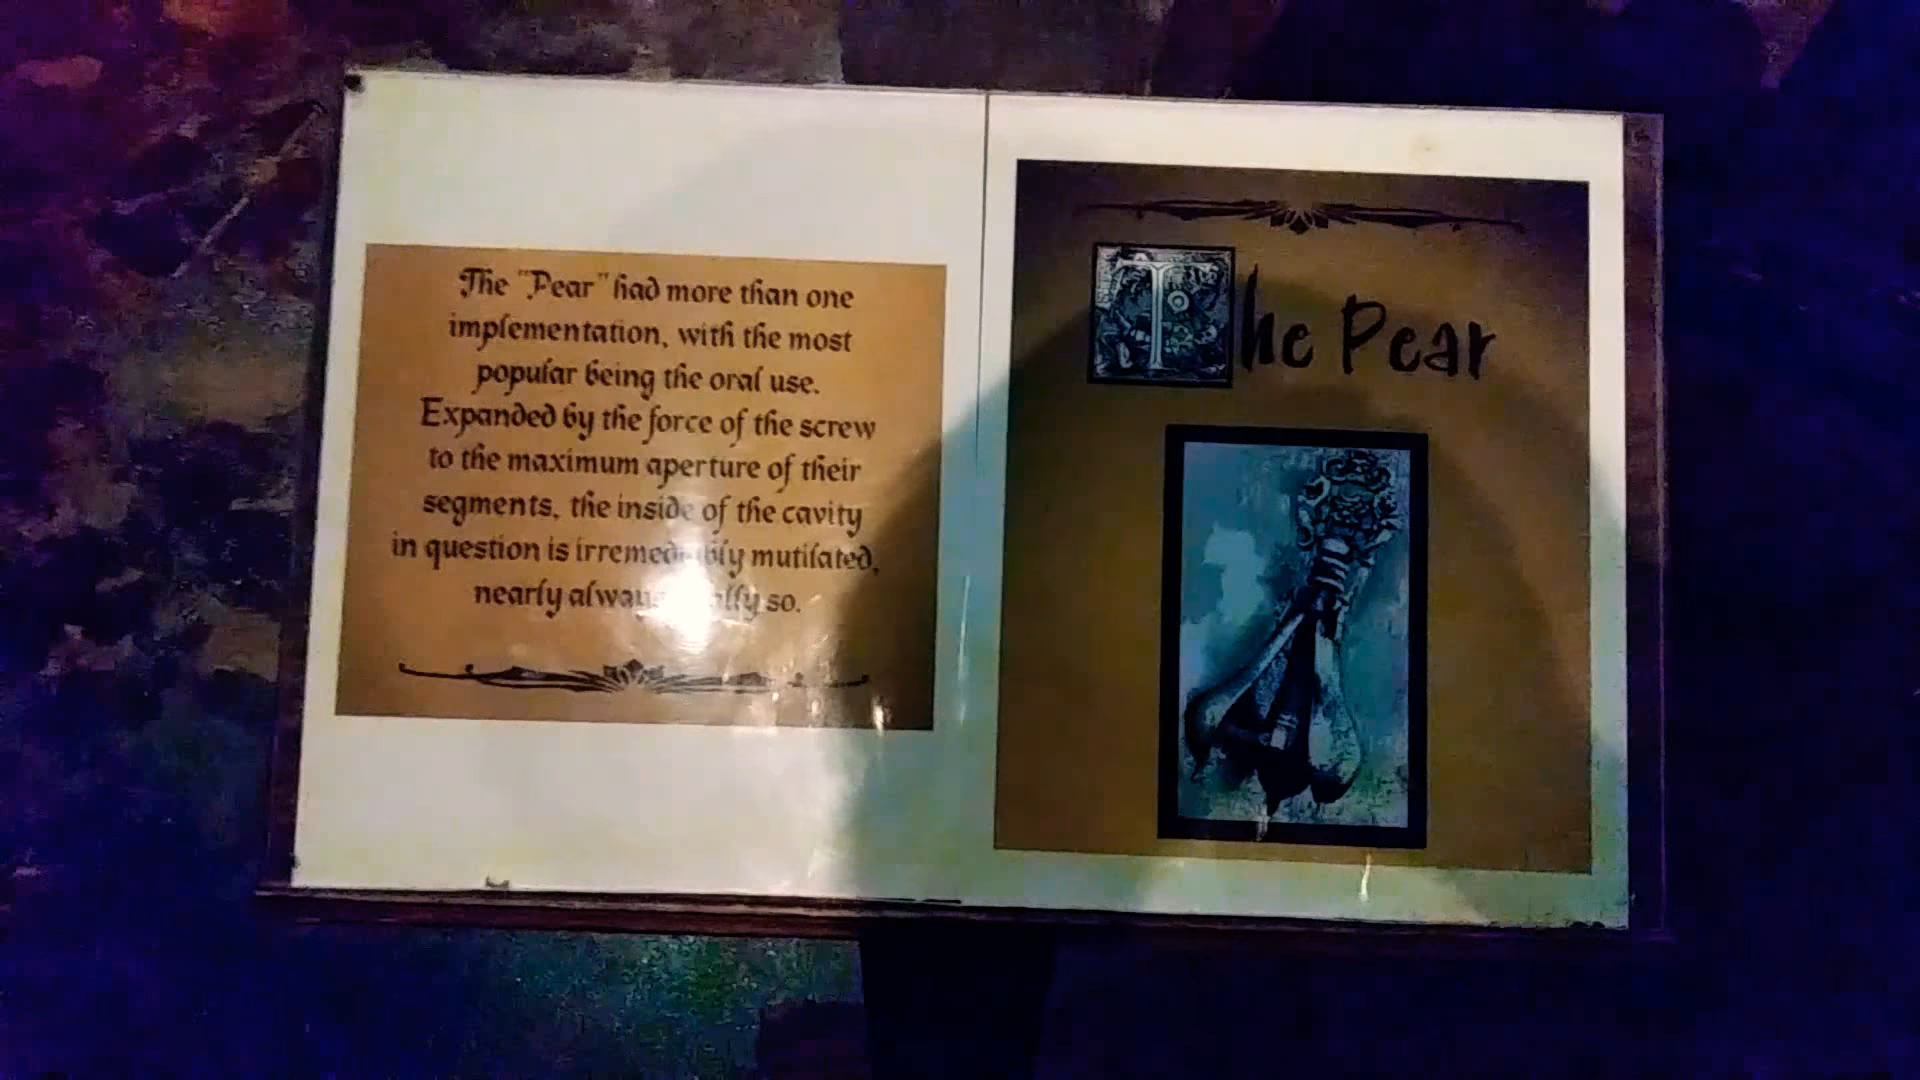 The "Pear" had more than one
implementation, with the most
popular being the oral use.
Expanded by the force of the screw
to the maximum aperture of their
segments, the inside of the cavity
in question is mutilated,
nearly so.
The Pear